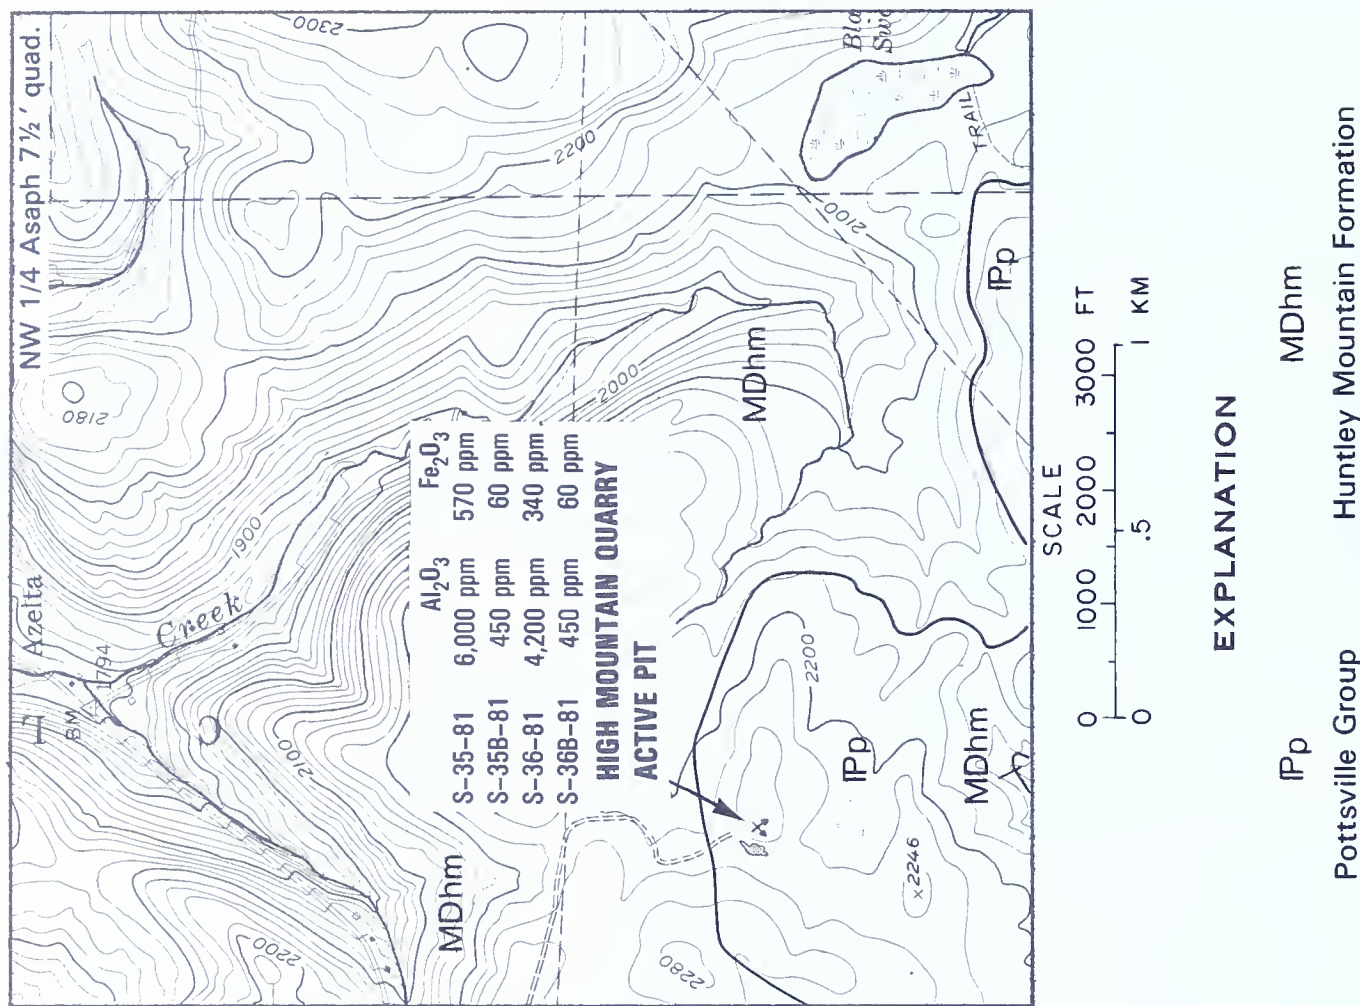 NW 1/4 Asaph 7½′ quad.
2300
2200
Bla
Swa
TRAIL
2180
2100
IPp
Azelta
1900
2000
MDhm
Creek
BM
1794
2100
Al₂O₃ Fe₂O₃
S-35-81 6,000 ppm 570 ppm
S-35B-81 450 ppm 60 ppm
S-36-81 4,200 ppm 340 ppm
S-36B-81 450 ppm 60 ppm
HIGH MOUNTAIN QUARRY
ACTIVE PIT
2200
MDhm
2200
IPp
MDhm
x2246
2280
SCALE
0 1000 2000 3000 FT
0 .5 1 KM
EXPLANATION
IPp MDhm
Pottsville Group Huntley Mountain Formation